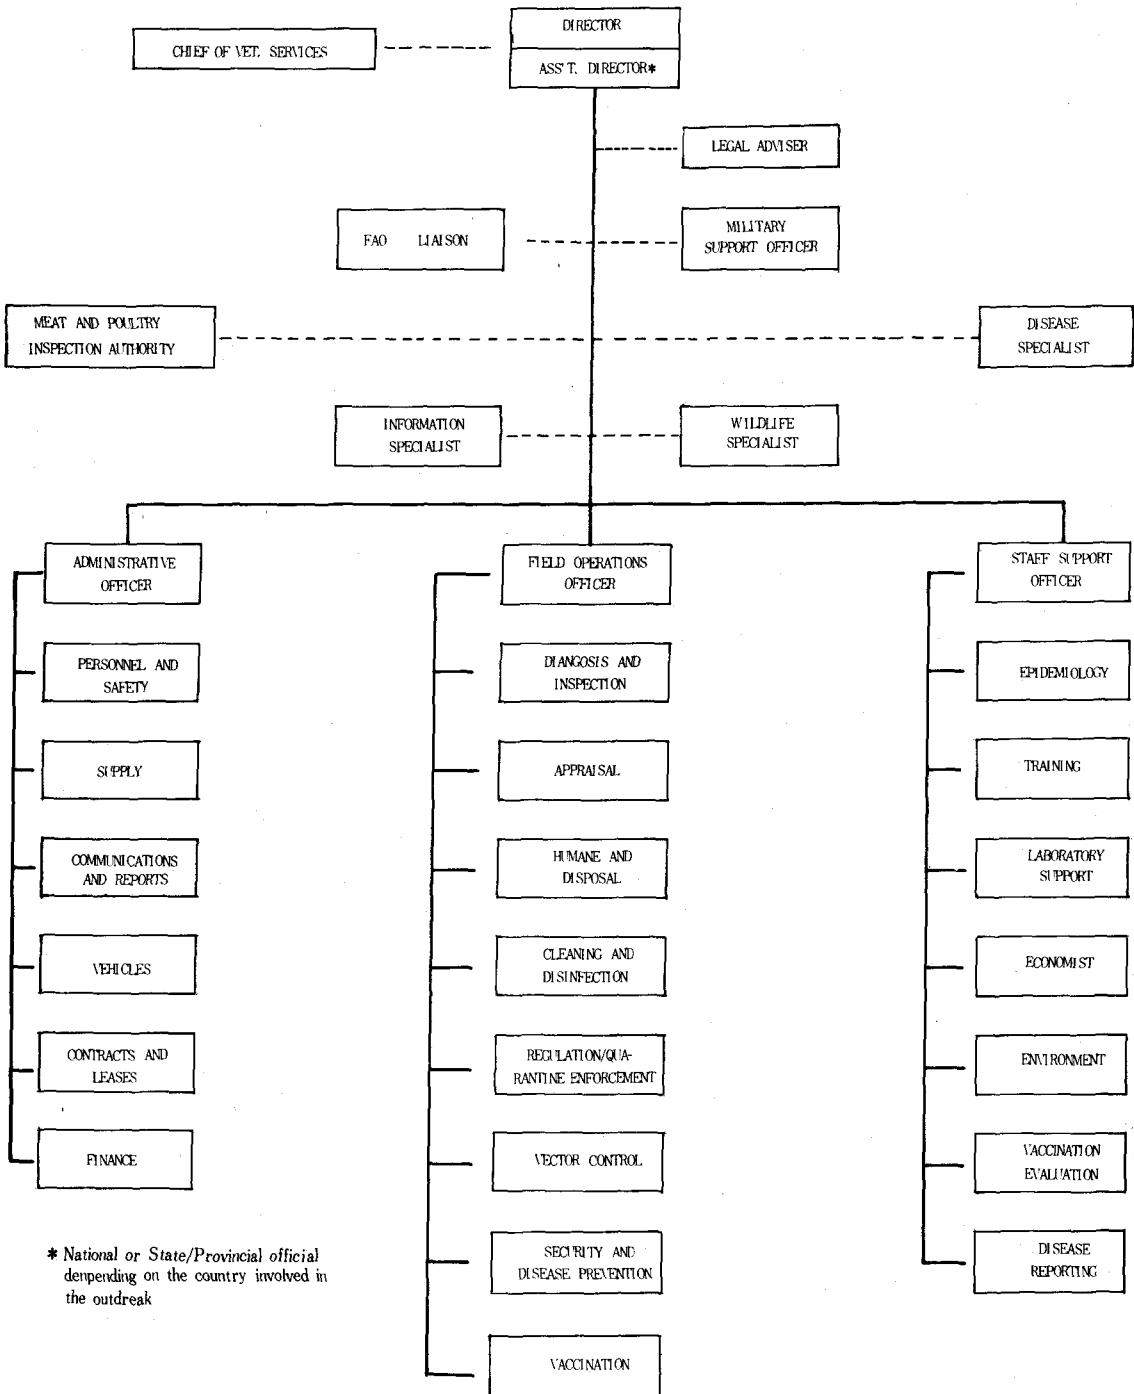 DIRECTOR
CHIEF OF VET. SERVICES
ASS'T. DIRECTOR*
LEGAL ADVISER
FAO LIAISON
MILITARY
SUPPORT OFFICER
MEAT AND POULTRY
INSPECTION AUTHORITY
DISEASE
SPECIALIST
INFORMATION
SPECIALIST
WILDLIFE
SPECIALIST
ADMINISTRATIVE
OFFICER
PERSONNEL AND
SAFETY
SUPPLY
COMMUNICATIONS
AND REPORTS
VEHICLES
CONTRACTS AND
LEASES
FINANCE
FIELD OPERATIONS
OFFICER
DIANGOSIS AND
INSPECTION
APPRAISAL
HUMANE AND
DISPOSAL
CLEANING AND
DISINFECTION
REGULATION/QUA-
RANTINE ENFORCEMENT
VECTOR CONTROL
SECURITY AND
DISEASE PREVENTION
VACCINATION
STAFF SUPPORT
OFFICER
EPIDEMIOLOGY
TRAINING
LABORATORY
SUPPORT
ECONOMIST
ENVIRONMENT
VACCINATION
EVALUATION
DISEASE
REPORTING
* National or State/Provincial official
denpending on the country involved in
the outdreak